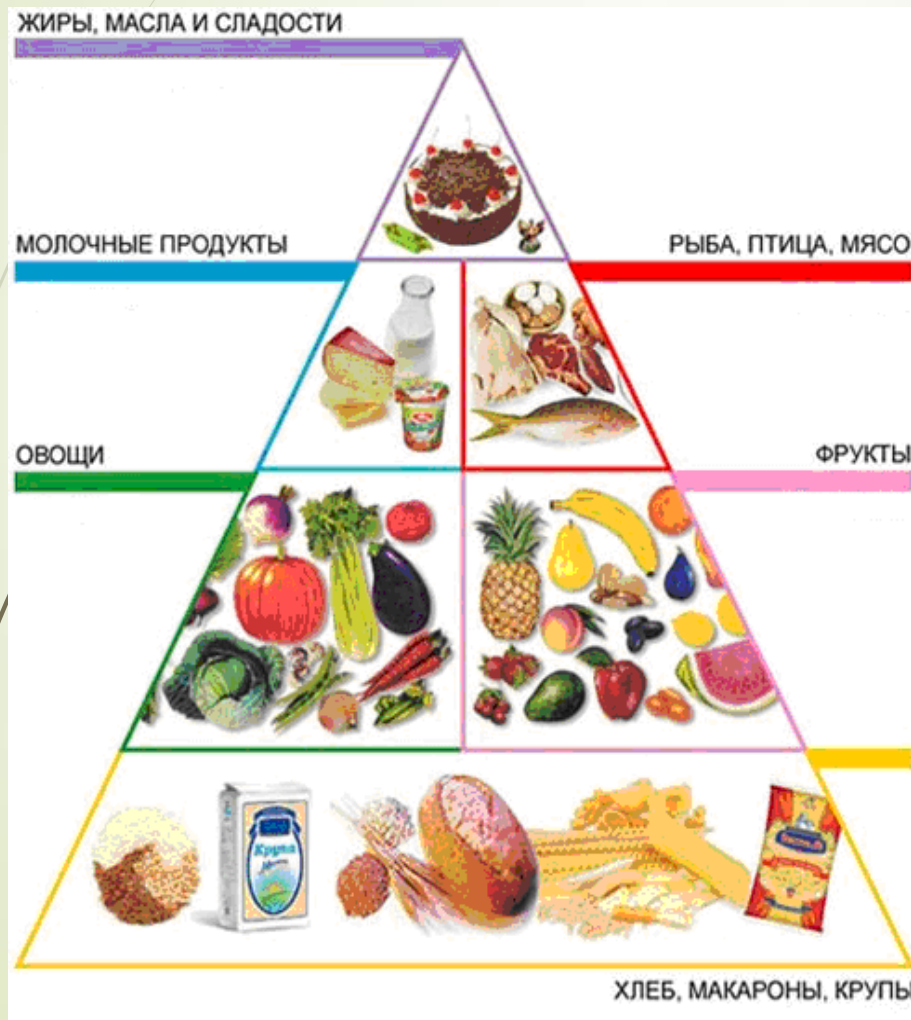 ЖИРЫ, МАСЛА И СЛАДОСТИ
МОЛОЧНЫЕ ПРОДУКТЫ
РЫБА, ПТИЦА, МЯСО
ОВОЩИ
ФРУКТЫ
Крупа
ХЛЕБ, МАКАРОНЫ, КРУПЫ